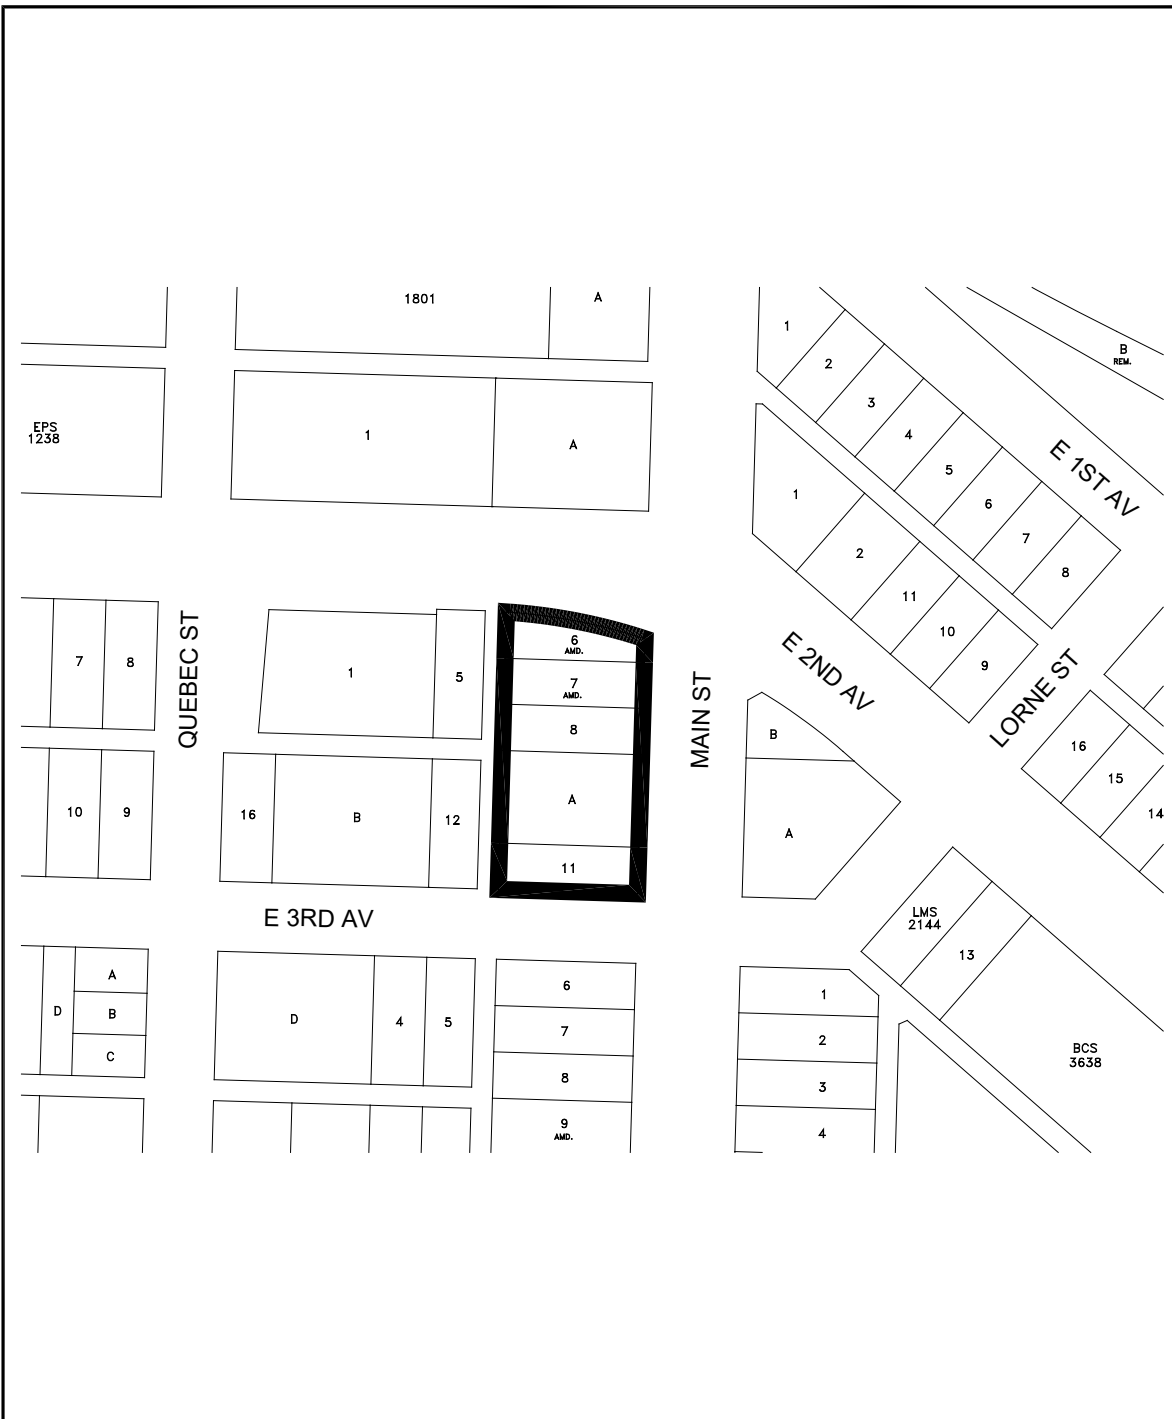 1801
A
1
2
3
4
5
6
7
8
B
REM.
E 1ST AV
EPS
1238
1
A
1
2
11
10
9
E 2ND AV
LORNE ST
7
8
QUEBEC ST
1
5
6
AMD.
7
AMD.
8
A
11
MAIN ST
B
A
16
15
14
10
9
16
B
12
E 3RD AV
LMS
2144
13
BCS
3638
D
A
B
C
D
4
5
6
7
8
9
AMD.
1
2
3
4